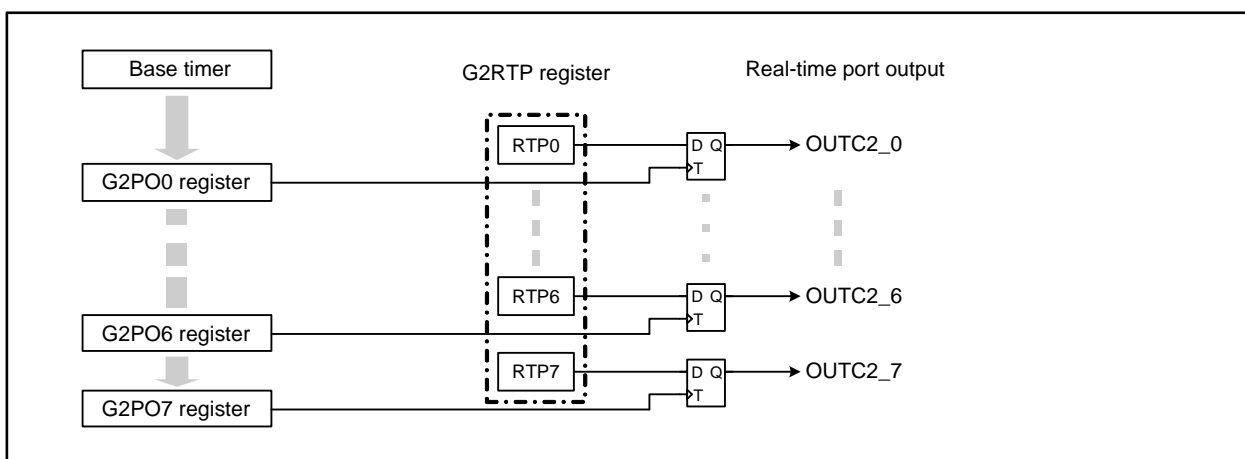 Base timer
G2RTP register
Real-time port output
RTP0
D Q
OUTC2_0
T
G2PO0 register
RTP6
D Q
OUTC2_6
T
G2PO6 register
RTP7
D Q
OUTC2_7
T
G2PO7 register